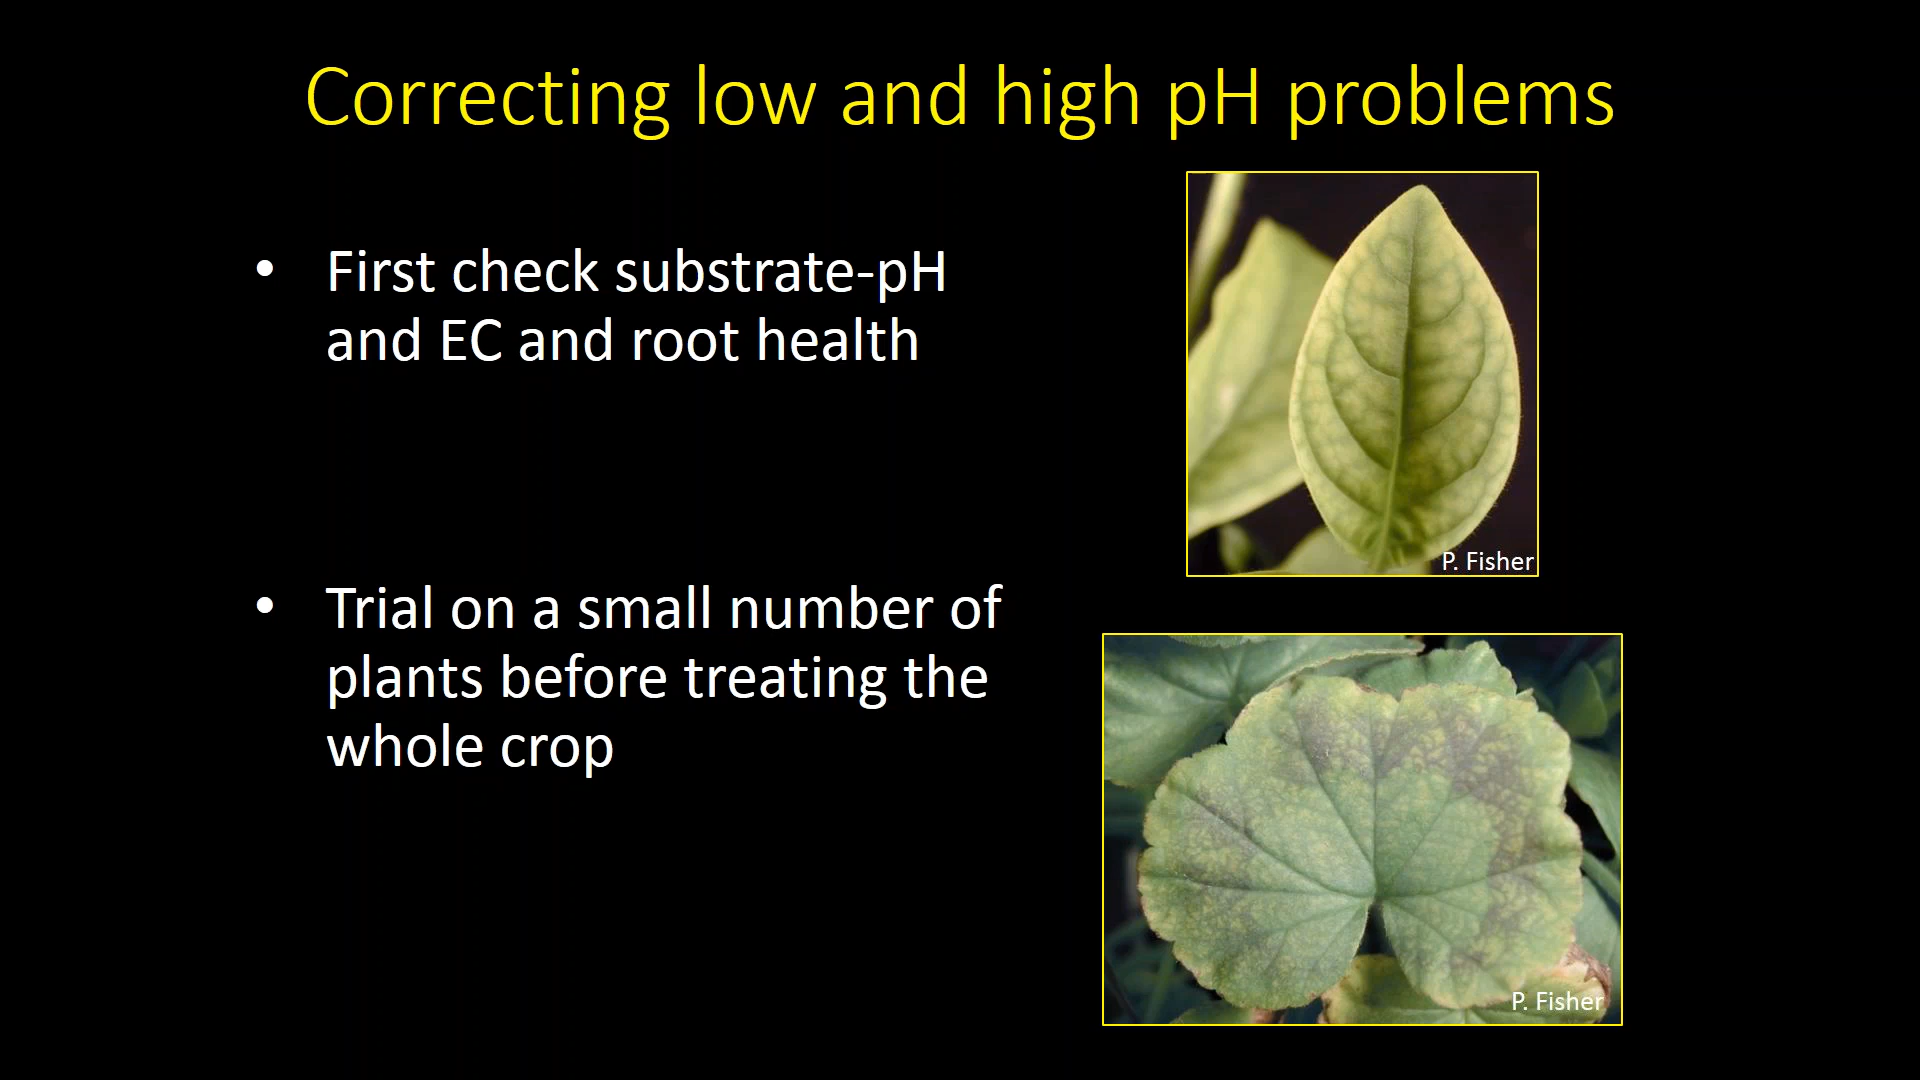 Correcting low and high pH problems
• First check substrate-pH
and EC and root health
• Trial on a small number of
plants before treating the
whole crop
P. Fisher
P. Fisher